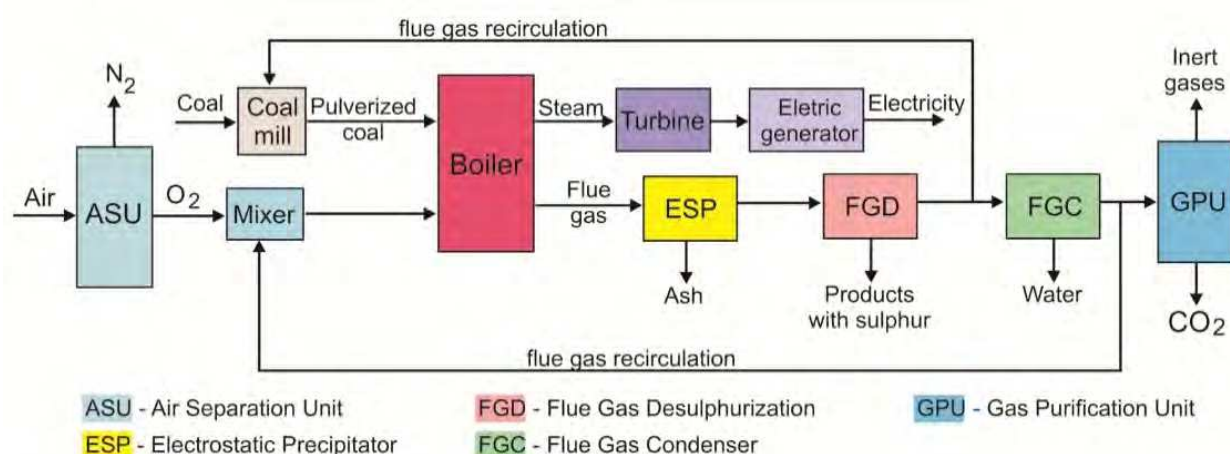 flue gas recirculation
N2
Coal
Coal
mill
Pulverized
coal
Boiler
Steam
Turbine
Eletric
generator
Electricity
Inert
gases
Air
ASU
O2
Mixer
Flue
gas
ESP
FGD
FGC
GPU
Ash
Products
with sulphur
Water
CO2
flue gas recirculation
ASU - Air Separation Unit
FGD - Flue Gas Desulphurization
GPU - Gas Purification Unit
ESP - Electrostatic Precipitator
FGC - Flue Gas Condenser